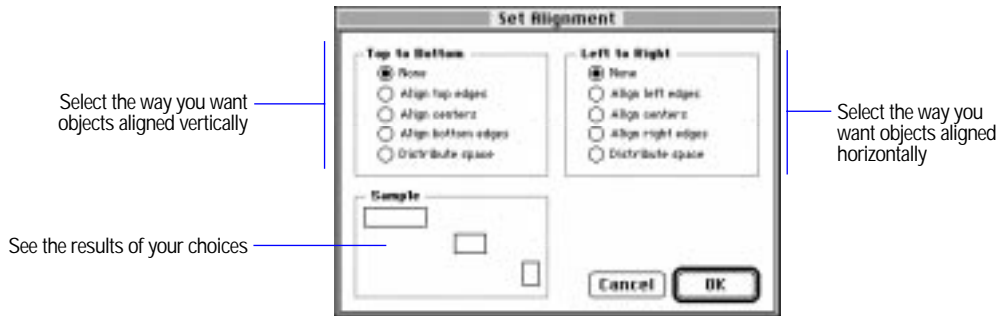 Set Alignment
Top to Bottom
None
Align top edges
Align centers
Align bottom edges
Distribute space
Left to Right
None
Align left edges
Align centers
Align right edges
Distribute space
Select the way you want
objects aligned vertically
Select the way you
want objects aligned
horizontally
Sample
See the results of your choices
Cancel
OK